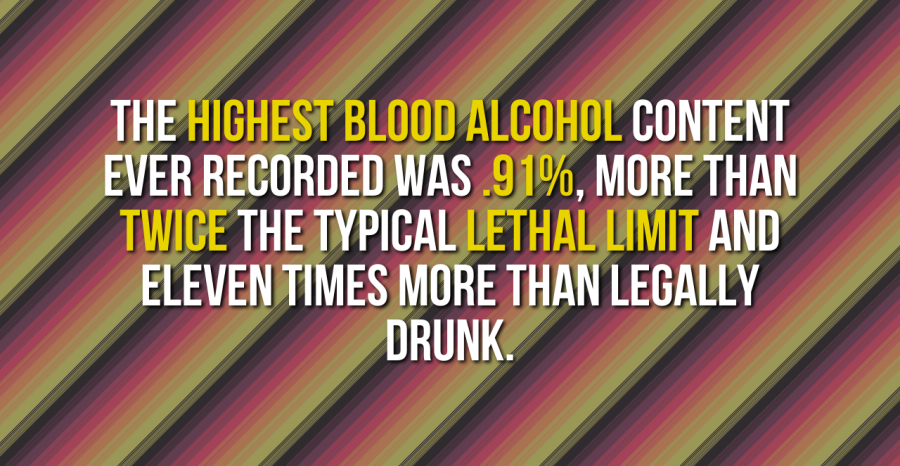 THE HIGHEST BLOOD ALCOHOL CONTENT
EVER RECORDED WAS .91%, MORE THAN
TWICE THE TYPICAL LETHAL LIMIT AND
ELEVEN TIMES MORE THAN LEGALLY
DRUNK.